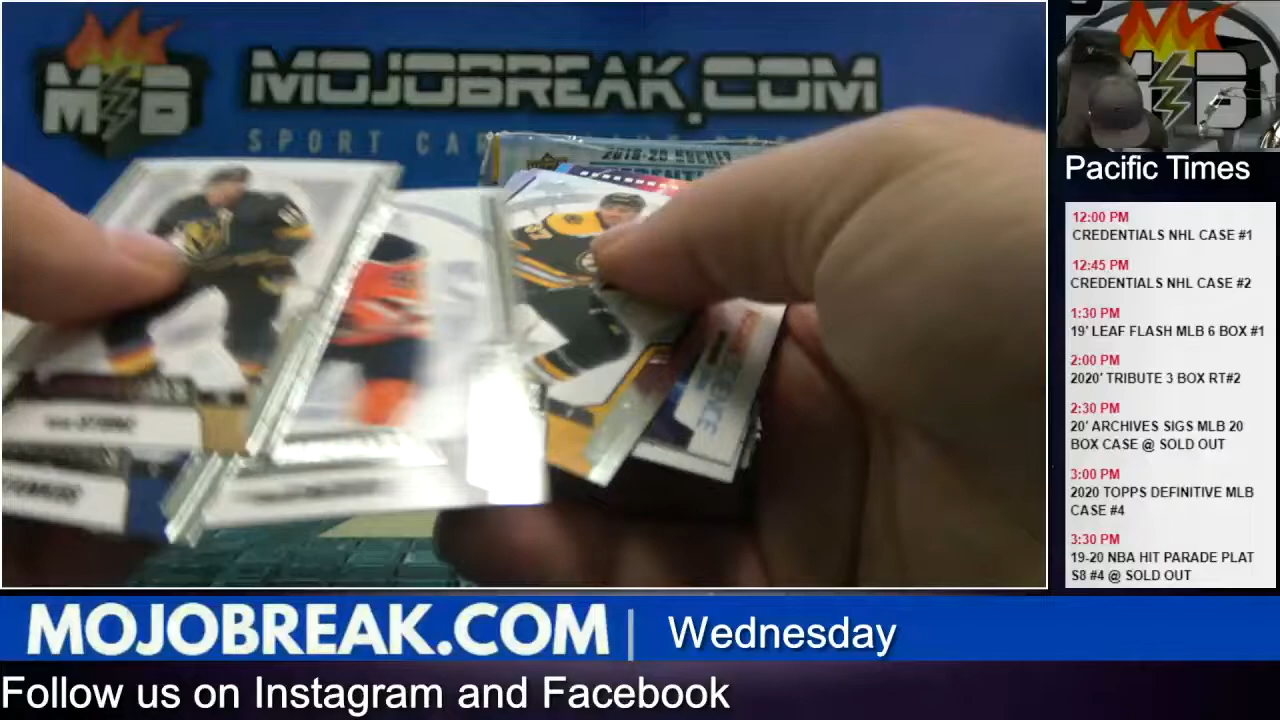 MOJOBREAK.COM
SPORT CAR
M B
Pacific Times
12:00 PM
CREDENTIALS NHL CASE #1
12:45 PM
CREDENTIALS NHL CASE #2
1:30 PM
19' LEAF FLASH MLB 6 BOX #1
2:00 PM
2020' TRIBUTE 3 BOX RT#2
2:30 PM
20' ARCHIVES SIGS MLB 20
BOX CASE @ SOLD OUT
3:00 PM
2020 TOPPS DEFINITIVE MLB
CASE #4
3:30 PM
19-20 NBA HIT PARADE PLAT
S8 #4 @ SOLD OUT
MOJOBREAK.COM | Wednesday
Follow us on Instagram and Facebook